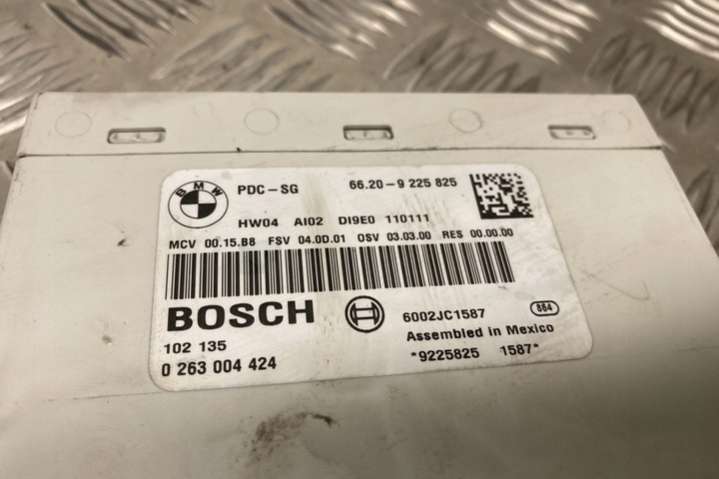 BMW
PDC-SG 66.20-9 225 825
HW04 AI02 DI9E0 110111
MCV 00.15.B8 FSV 04.0D.01 OSV 03.03.00 RES 00.00.00
BOSCH 6002JC1587 864
Assembled in Mexico
102 135
0 263 004 424 *9225825 1587*